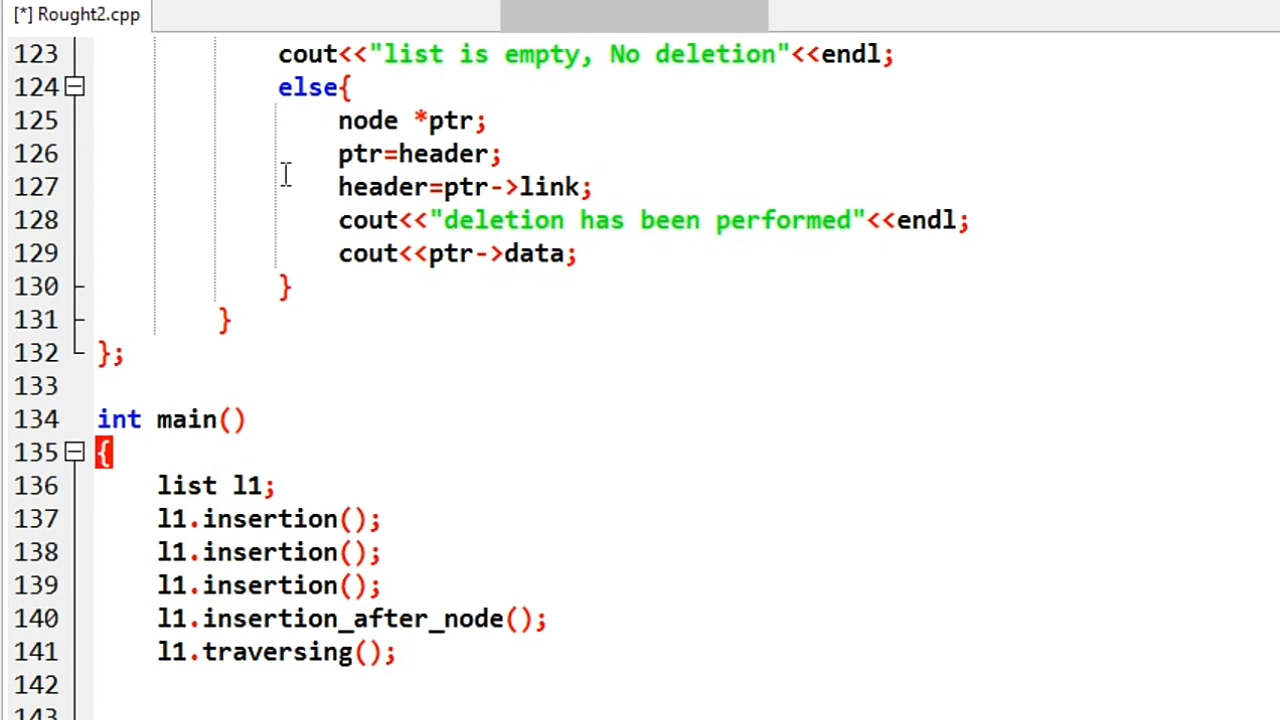 [*] Rought2.cpp
123 cout<<"list is empty, No deletion"<<endl;
124 else{
125 node *ptr;
126 ptr=header;
127 header=ptr->link;
128 cout<<"deletion has been performed"<<endl;
129 cout<<ptr->data;
130 }
131 }
132 };
133
134 int main()
135 {
136 list l1;
137 l1.insertion();
138 l1.insertion();
139 l1.insertion();
140 l1.insertion_after_node();
141 l1.traversing();
142
143